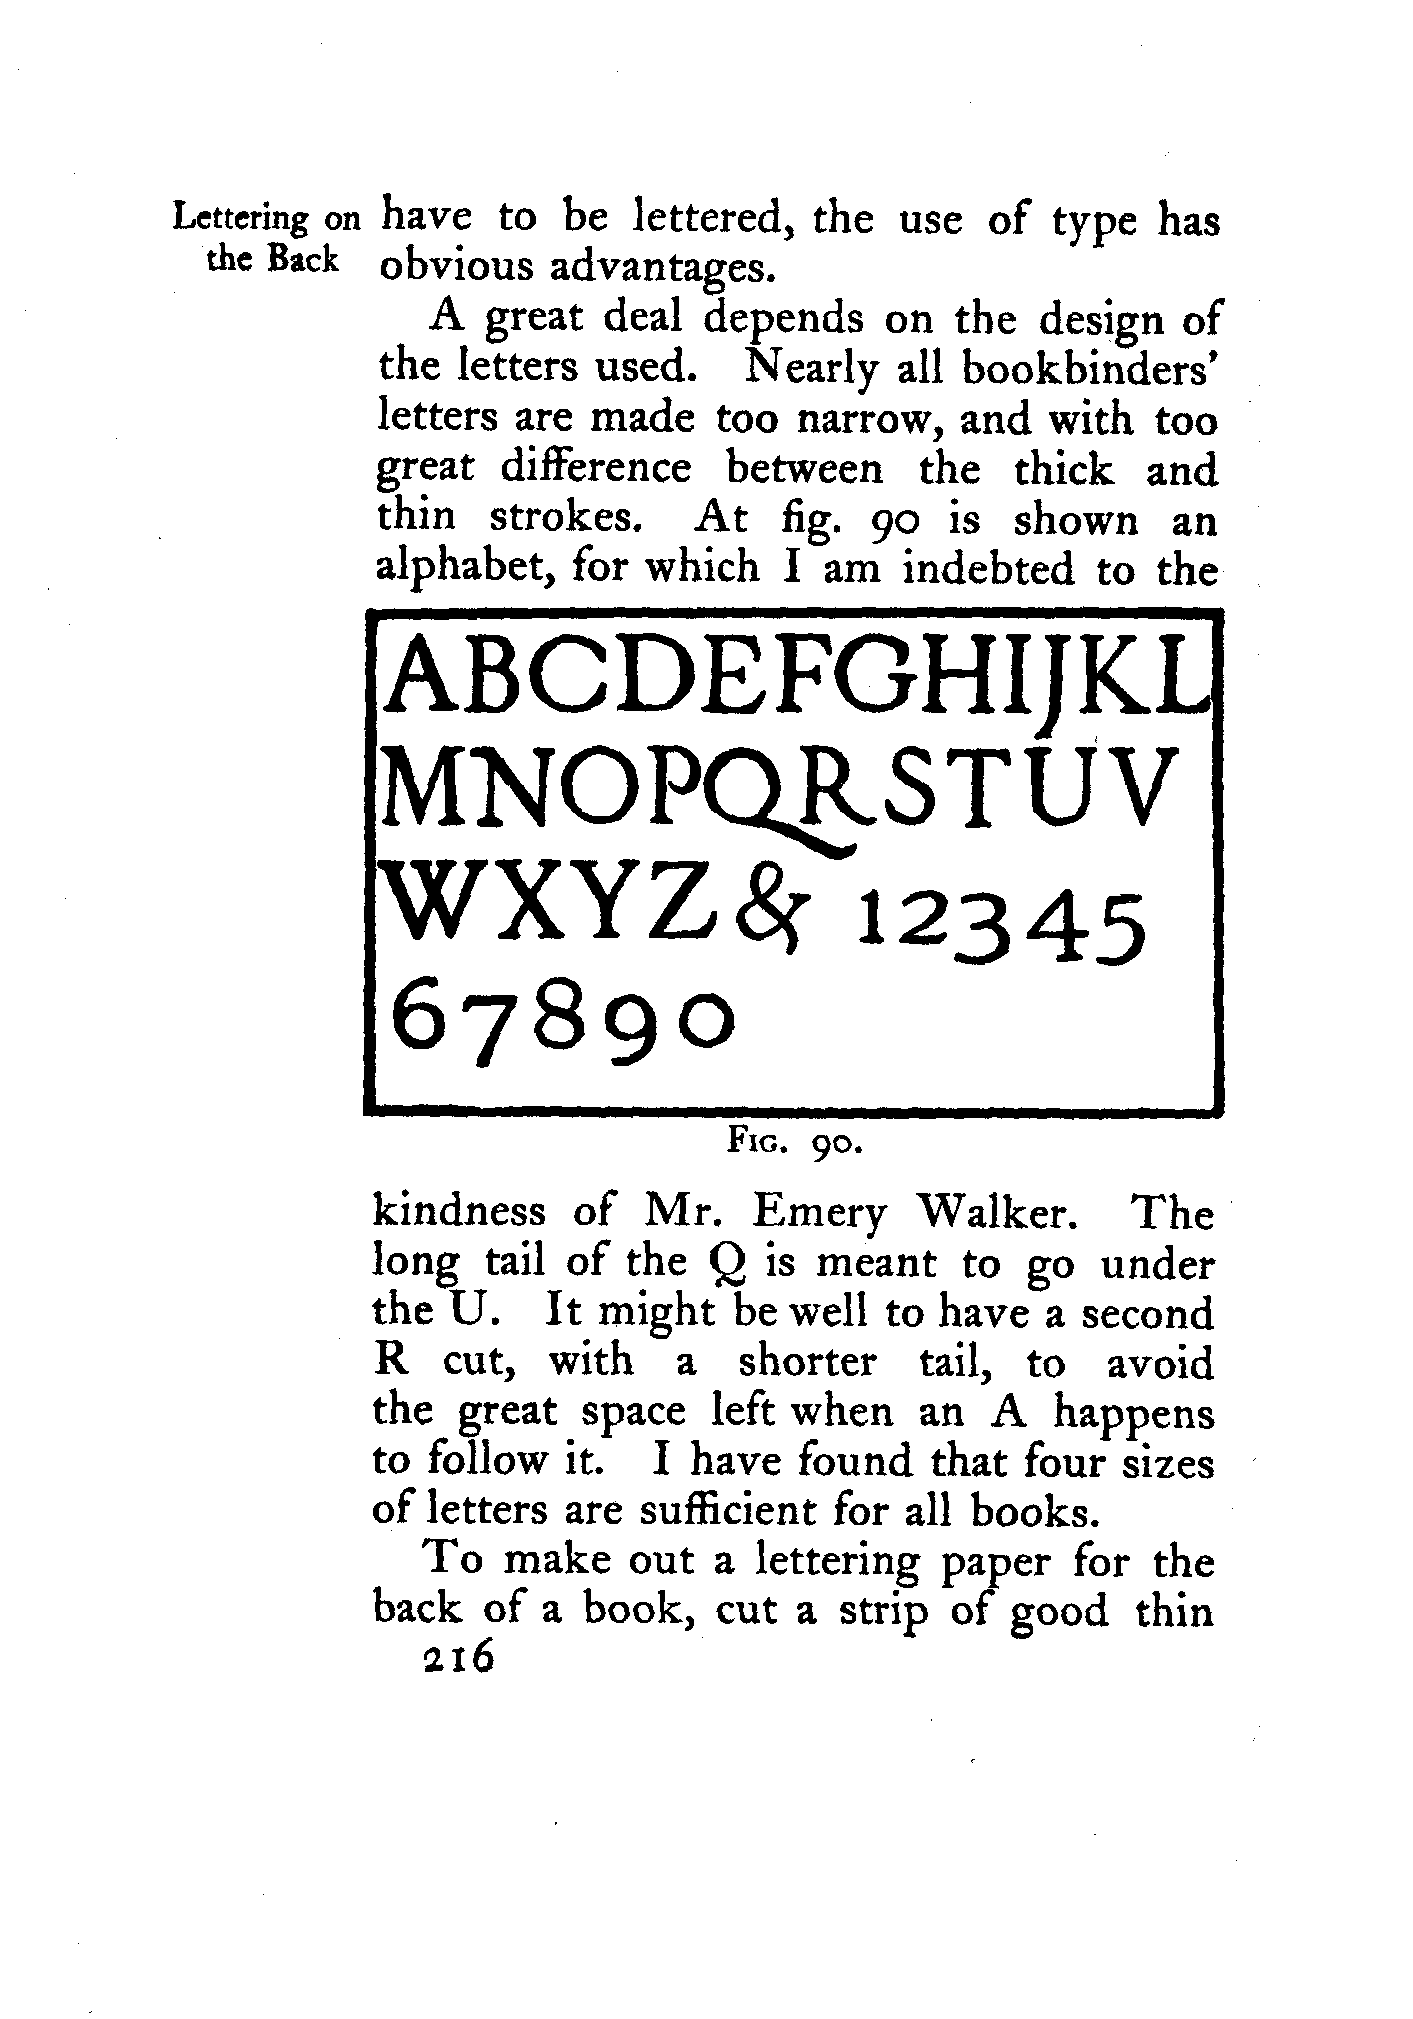 Lettering on
the Back
have to be lettered, the use of type has
obvious advantages.
A great deal depends on the design of
the letters used. Nearly all bookbinders'
letters are made too narrow, and with too
great difference between the thick and
thin strokes. At fig. 90 is shown an
alphabet, for which I am indebted to the
ABCDEFGHIJKL
MNOPQRSTUV
WXYZ& 12345
67890
FIG. 90.
kindness of Mr. Emery Walker. The
long tail of the Q is meant to go under
the U. It might be well to have a second
R cut, with a shorter tail, to avoid
the great space left when an A happens
to follow it. I have found that four sizes
of letters are sufficient for all books.
To make out a lettering paper for the
back of a book, cut a strip of good thin
216